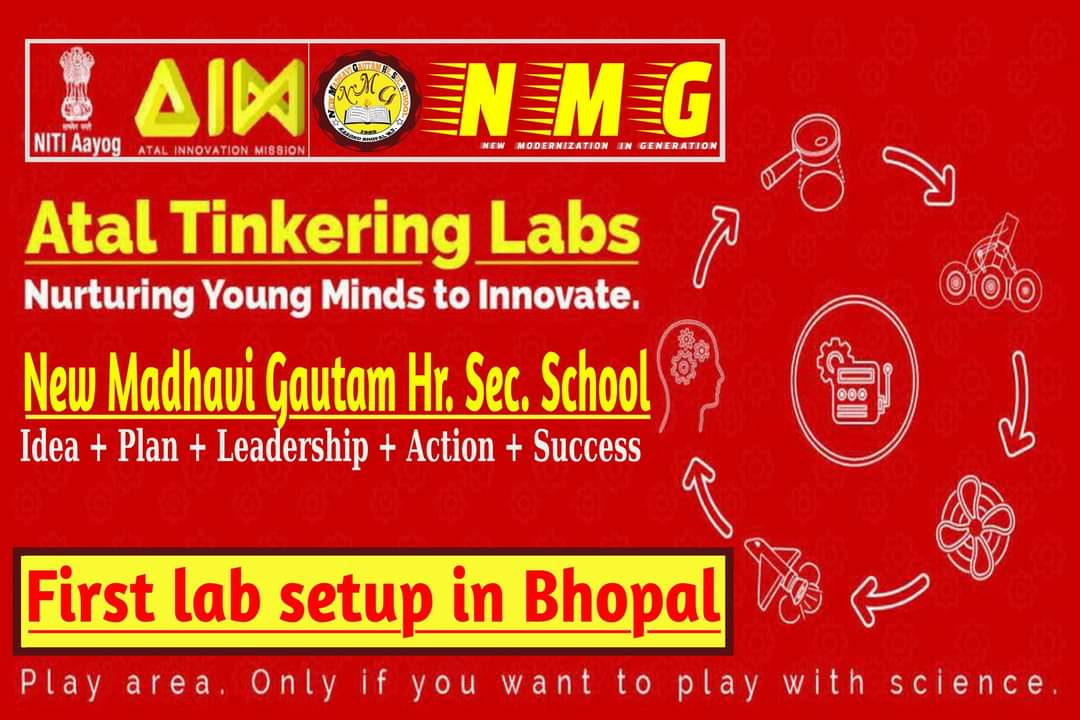 NITI Aayog
AIM
ATAL INNOVATION MISSION
NMG
NMG
NEW MODERNIZATION IN GENERATION
Atal Tinkering Labs
Nurturing Young Minds to Innovate.
New Madhavi Gautam Hr. Sec. School
Idea + Plan + Leadership + Action + Success
First lab setup in Bhopal
Play area. Only if you want to play with science.